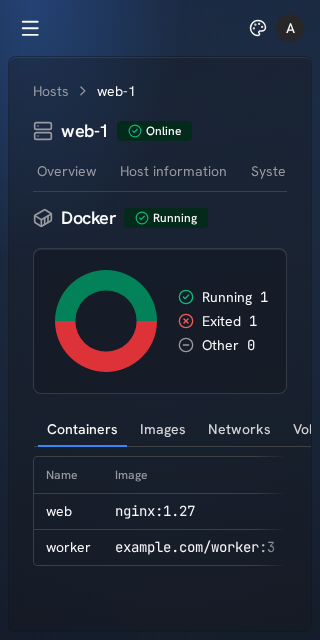 A
Hosts > web-1
web-1 Online
Overview Host information Syste
Docker Running
Running 1
Exited 1
Other 0
Containers Images Networks Vol
Name Image
web nginx:1.27
worker example.com/worker:3